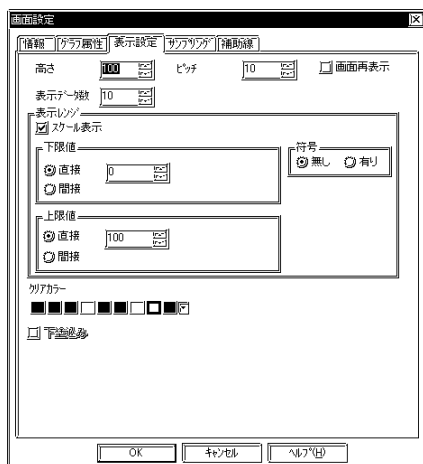 画面設定
情報 グラフ属性 表示設定 サンプリング 補助線
高さ 100 ピッチ 10 画面再表示
表示データ数 10
表示レンジ
スケール表示
下限値
直接 0
間接
符号
無し 有り
上限値
直接 100
間接
クリアカラー
下塗込み
OK キャンセル ヘルプ(H)